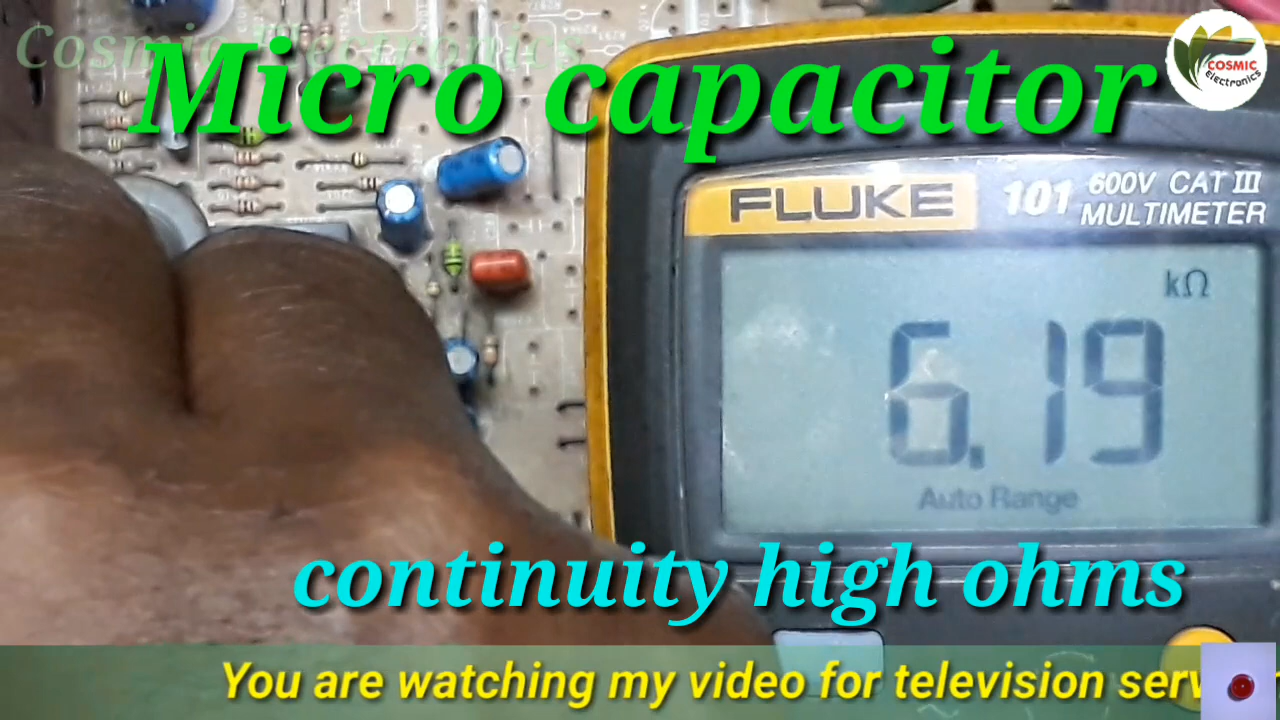 Cosmic Electronics
Micro capacitor
COSMIC
Electronics
FLUKE
101
600V CAT III
MULTIMETER
kΩ
6.19
Auto Range
continuity high ohms
You are watching my video for television serv